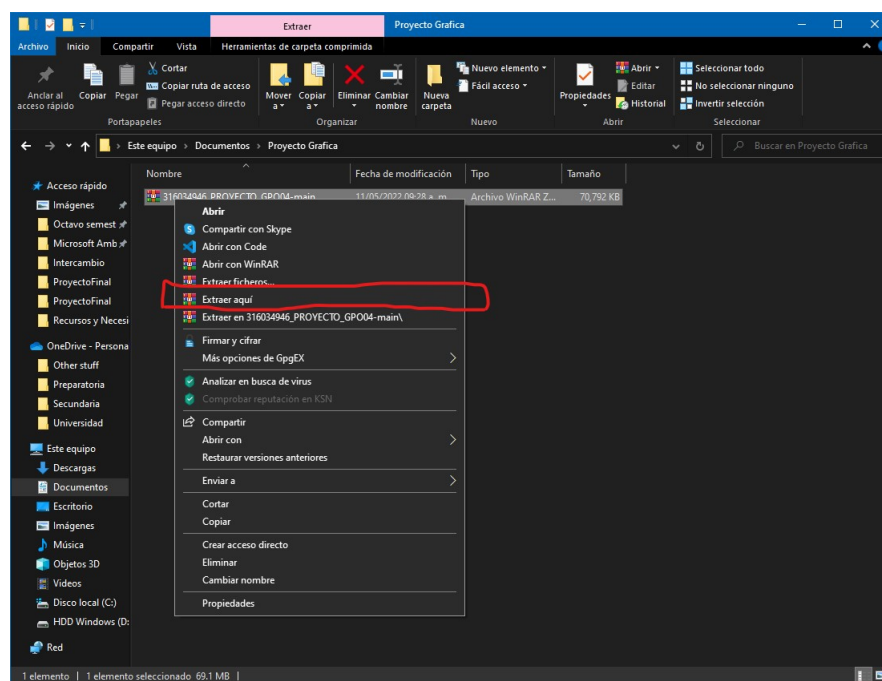 Extraer Proyecto Grafica
Archivo Inicio Compartir Vista Herramientas de carpeta comprimida
Anclar al acceso rápido
Copiar
Pegar
Cortar
Copiar ruta de acceso
Pegar acceso directo
Portapapeles
Mover a
Copiar a
Eliminar
Cambiar nombre
Organizar
Nueva carpeta
Nuevo elemento
Fácil acceso
Nuevo
Propiedades
Abrir
Editar
Historial
Abrir
Seleccionar todo
No seleccionar ninguno
Invertir selección
Seleccionar
Este equipo > Documentos > Proyecto Grafica
Buscar en Proyecto Grafica
Nombre Fecha de modificación Tipo Tamaño
316034946_PROYECTO_GPO04-main 11/05/2022 09:28 a. m. Archivo WinRAR Z... 70,792 KB
Acceso rápido
Imágenes
Octavo semest
Microsoft Amb
Intercambio
ProyectoFinal
ProyectoFinal
Recursos y Necesi
OneDrive - Persona
Other stuff
Preparatoria
Secundaria
Universidad
Este equipo
Descargas
Documentos
Escritorio
Imágenes
Música
Objetos 3D
Videos
Disco local (C:)
HDD Windows (D:
Red
Abrir
Compartir con Skype
Abrir con Code
Abrir con WinRAR
Extraer ficheros...
Extraer aquí
Extraer en 316034946_PROYECTO_GPO04-main\
Firmar y cifrar
Más opciones de GpgEX
Analizar en busca de virus
Comprobar reputación en KSN
Compartir
Abrir con
Restaurar versiones anteriores
Enviar a
Cortar
Copiar
Crear acceso directo
Eliminar
Cambiar nombre
Propiedades
1 elemento | 1 elemento seleccionado 69.1 MB |